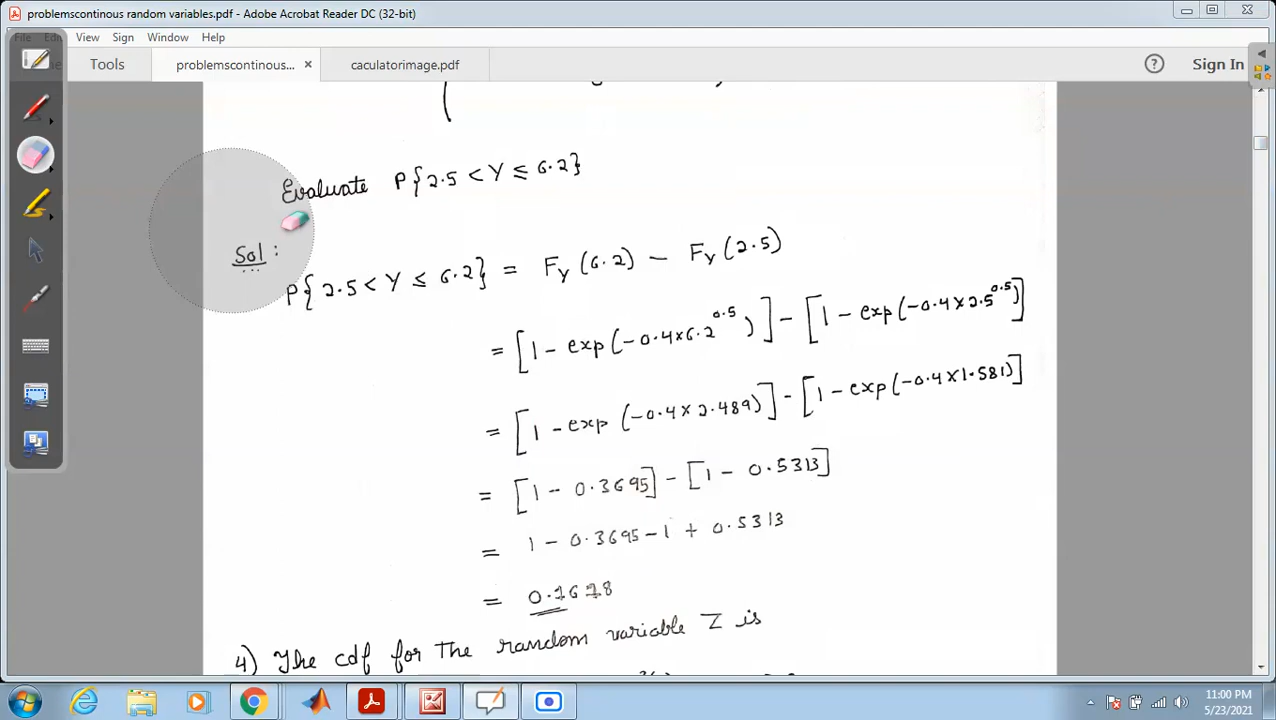 problemscontinous random variables.pdf - Adobe Acrobat Reader DC (32-bit)
File Edit View Sign Window Help
Tools problemscontinous... × caculatorimage.pdf Sign In
Evaluate P{2.5 < Y ≤ 6.2}
Sol :
P{2.5 < Y ≤ 6.2} = F_Y(6.2) − F_Y(2.5)
= [1 − exp(−0.4×6.2^0.5)] − [1 − exp(−0.4×2.5^0.5)]
= [1 − exp(−0.4×2.489)] − [1 − exp(−0.4×1.581)]
= [1 − 0.3695] − [1 − 0.5313]
= 1 − 0.3695 − 1 + 0.5313
= 0.1618
4) The cdf for the random variable Z is
11:00 PM
5/23/2021